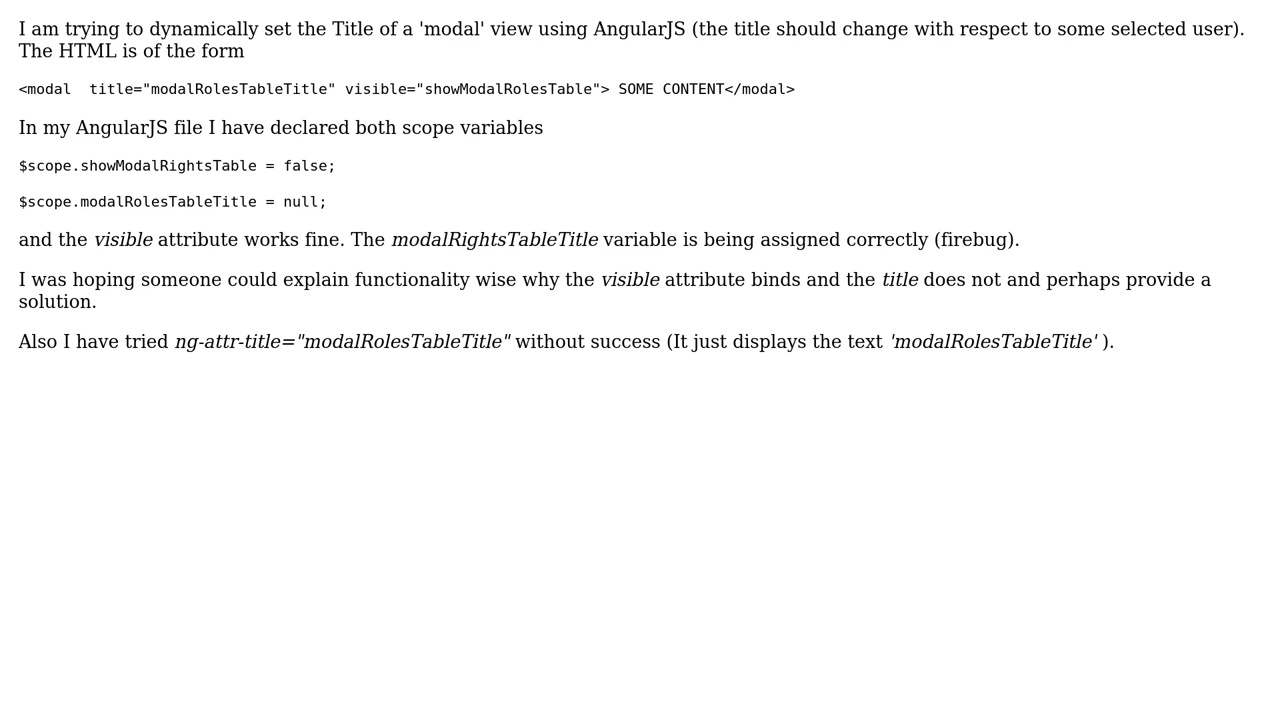 I am trying to dynamically set the Title of a 'modal' view using AngularJS (the title should change with respect to some selected user).
The HTML is of the form
<modal  title="modalRolesTableTitle" visible="showModalRolesTable"> SOME CONTENT</modal>
In my AngularJS file I have declared both scope variables
$scope.showModalRightsTable = false;
$scope.modalRolesTableTitle = null;
and the visible attribute works fine. The modalRightsTableTitle variable is being assigned correctly (firebug).
I was hoping someone could explain functionality wise why the visible attribute binds and the title does not and perhaps provide a
solution.
Also I have tried ng-attr-title="modalRolesTableTitle" without success (It just displays the text 'modalRolesTableTitle' ).